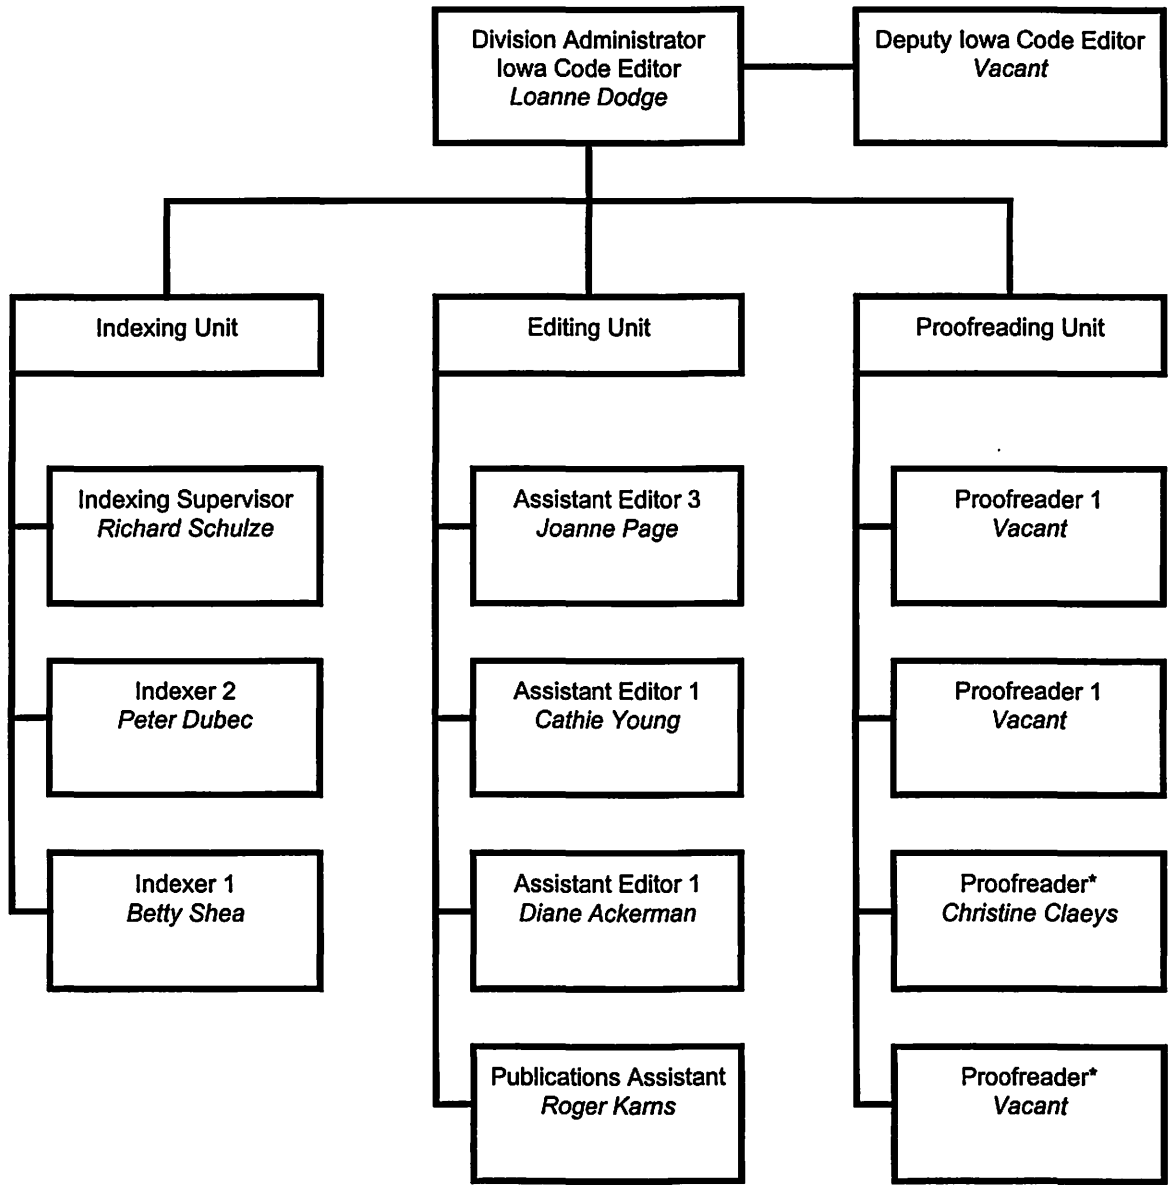 Division Administrator
Iowa Code Editor
Loanne Dodge
Deputy Iowa Code Editor
Vacant
Indexing Unit
Editing Unit
Proofreading Unit
Indexing Supervisor
Richard Schulze
Indexer 2
Peter Dubec
Indexer 1
Betty Shea
Assistant Editor 3
Joanne Page
Assistant Editor 1
Cathie Young
Assistant Editor 1
Diane Ackerman
Publications Assistant
Roger Karns
Proofreader 1
Vacant
Proofreader 1
Vacant
Proofreader*
Christine Claeys
Proofreader*
Vacant